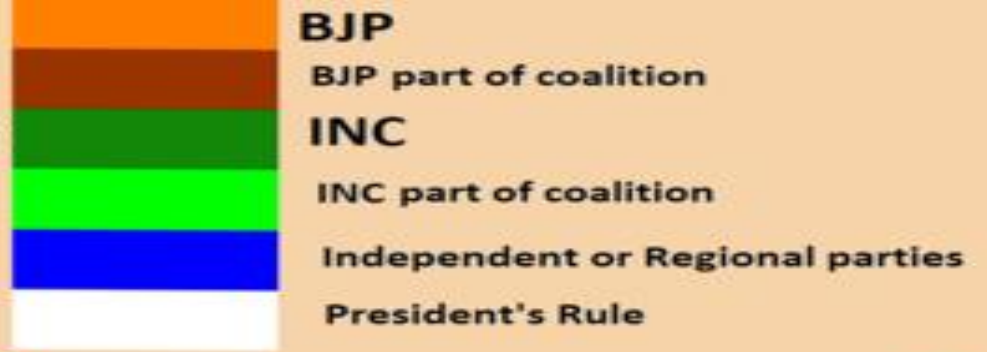 BJP
BJP part of coalition
INC
INC part of coalition
Independent or Regional parties
President's Rule